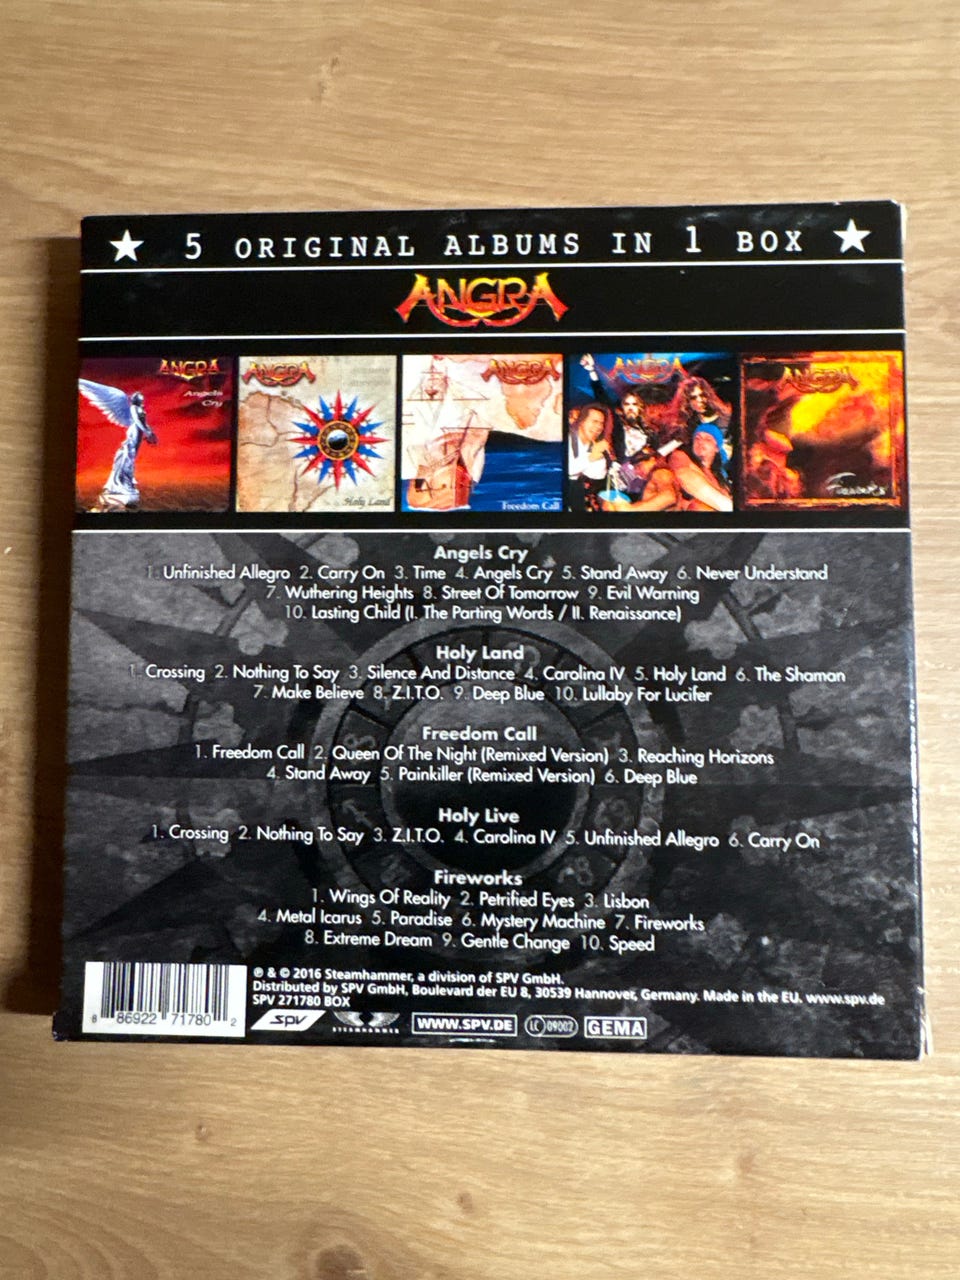 ★ 5 ORIGINAL ALBUMS IN 1 BOX ★
ANGRA
ANGRA
Angels
Cry
ANGRA
Holy Land
ANGRA
Freedom Call
ANGRA
ANGRA
Fireworks
Angels Cry
1. Unfinished Allegro 2. Carry On 3. Time 4. Angels Cry 5. Stand Away 6. Never Understand
7. Wuthering Heights 8. Street Of Tomorrow 9. Evil Warning
10. Lasting Child (I. The Parting Words / II. Renaissance)
Holy Land
1. Crossing 2. Nothing To Say 3. Silence And Distance 4. Carolina IV 5. Holy Land 6. The Shaman
7. Make Believe 8. Z.I.T.O. 9. Deep Blue 10. Lullaby For Lucifer
Freedom Call
1. Freedom Call 2. Queen Of The Night (Remixed Version) 3. Reaching Horizons
4. Stand Away 5. Painkiller (Remixed Version) 6. Deep Blue
Holy Live
1. Crossing 2. Nothing To Say 3. Z.I.T.O. 4. Carolina IV 5. Unfinished Allegro 6. Carry On
Fireworks
1. Wings Of Reality 2. Petrified Eyes 3. Lisbon
4. Metal Icarus 5. Paradise 6. Mystery Machine 7. Fireworks
8. Extreme Dream 9. Gentle Change 10. Speed
℗ & © 2016 Steamhammer, a division of SPV GmbH.
Distributed by SPV GmbH, Boulevard der EU 8, 30539 Hannover, Germany. Made in the EU. www.spv.de
SPV 271780 BOX
8 86922 71780 2
spv STEAMHAMMER WWW.SPV.DE LC 09002 GEMA